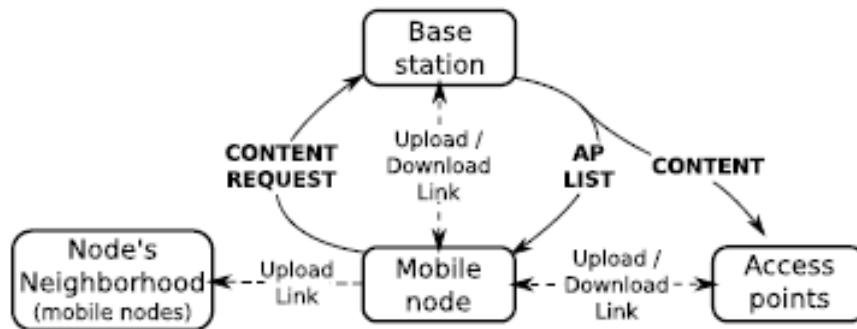 Base
station
CONTENT
REQUEST
Upload /
Download
Link
AP
LIST
CONTENT
Node's
Neighborhood
(mobile nodes)
Upload
Link
Mobile
node
Upload /
Download
Link
Access
points